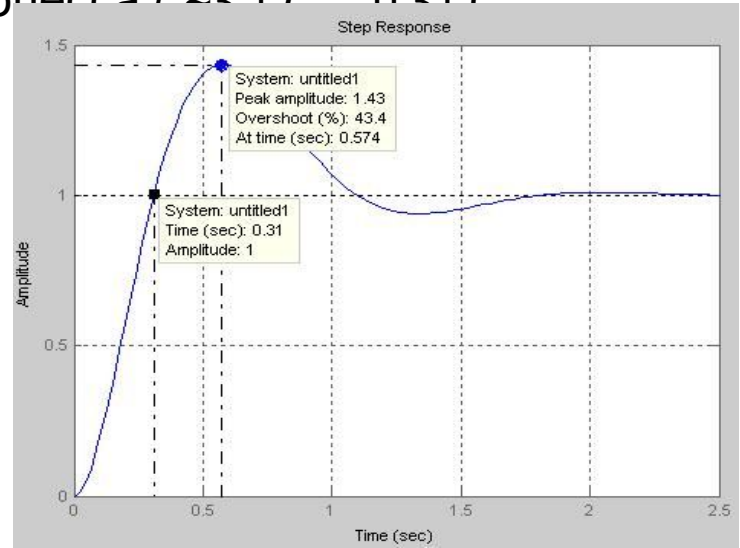 Step Response
1.5
System: untitled1
Peak amplitude: 1.43
Overshoot (%): 43.4
At time (sec): 0.574
1
System: untitled1
Time (sec): 0.31
Amplitude: 1
Amplitude
0.5
0
0
0.5
1
1.5
2
2.5
Time (sec)